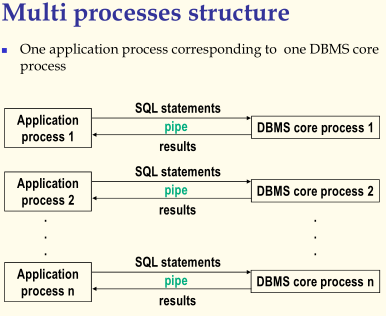 Multi processes structure
One application process corresponding to one DBMS core
process
SQL statements
Application
process 1
pipe
DBMS core process 1
results
SQL statements
Application
process 2
pipe
DBMS core process 2
results
. .
. .
. .
SQL statements
Application
process n
pipe
DBMS core process n
results